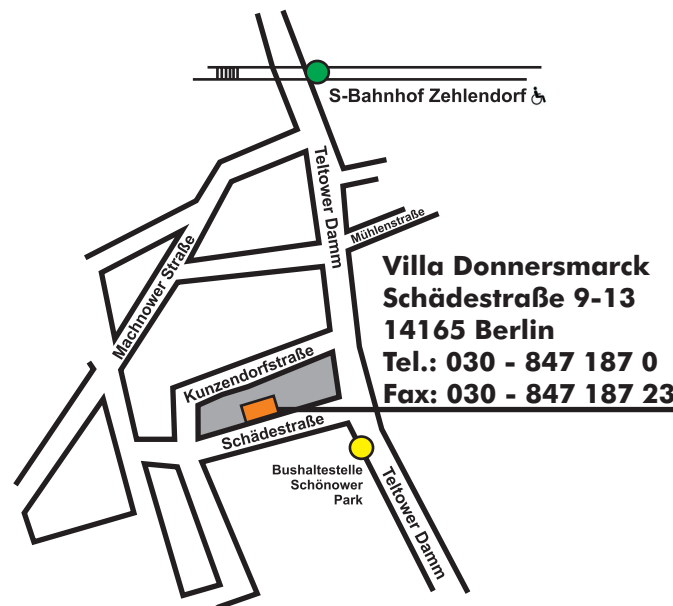 S-Bahnhof Zehlendorf
Teltower Damm
Mühlenstraße
Machnower Straße
Villa Donnersmarck
Schädestraße 9-13
14165 Berlin
Tel.: 030 - 847 187 0
Fax: 030 - 847 187 23
Kunzendorfstraße
Schädestraße
Bushaltestelle
Schönower
Park
Teltower Damm